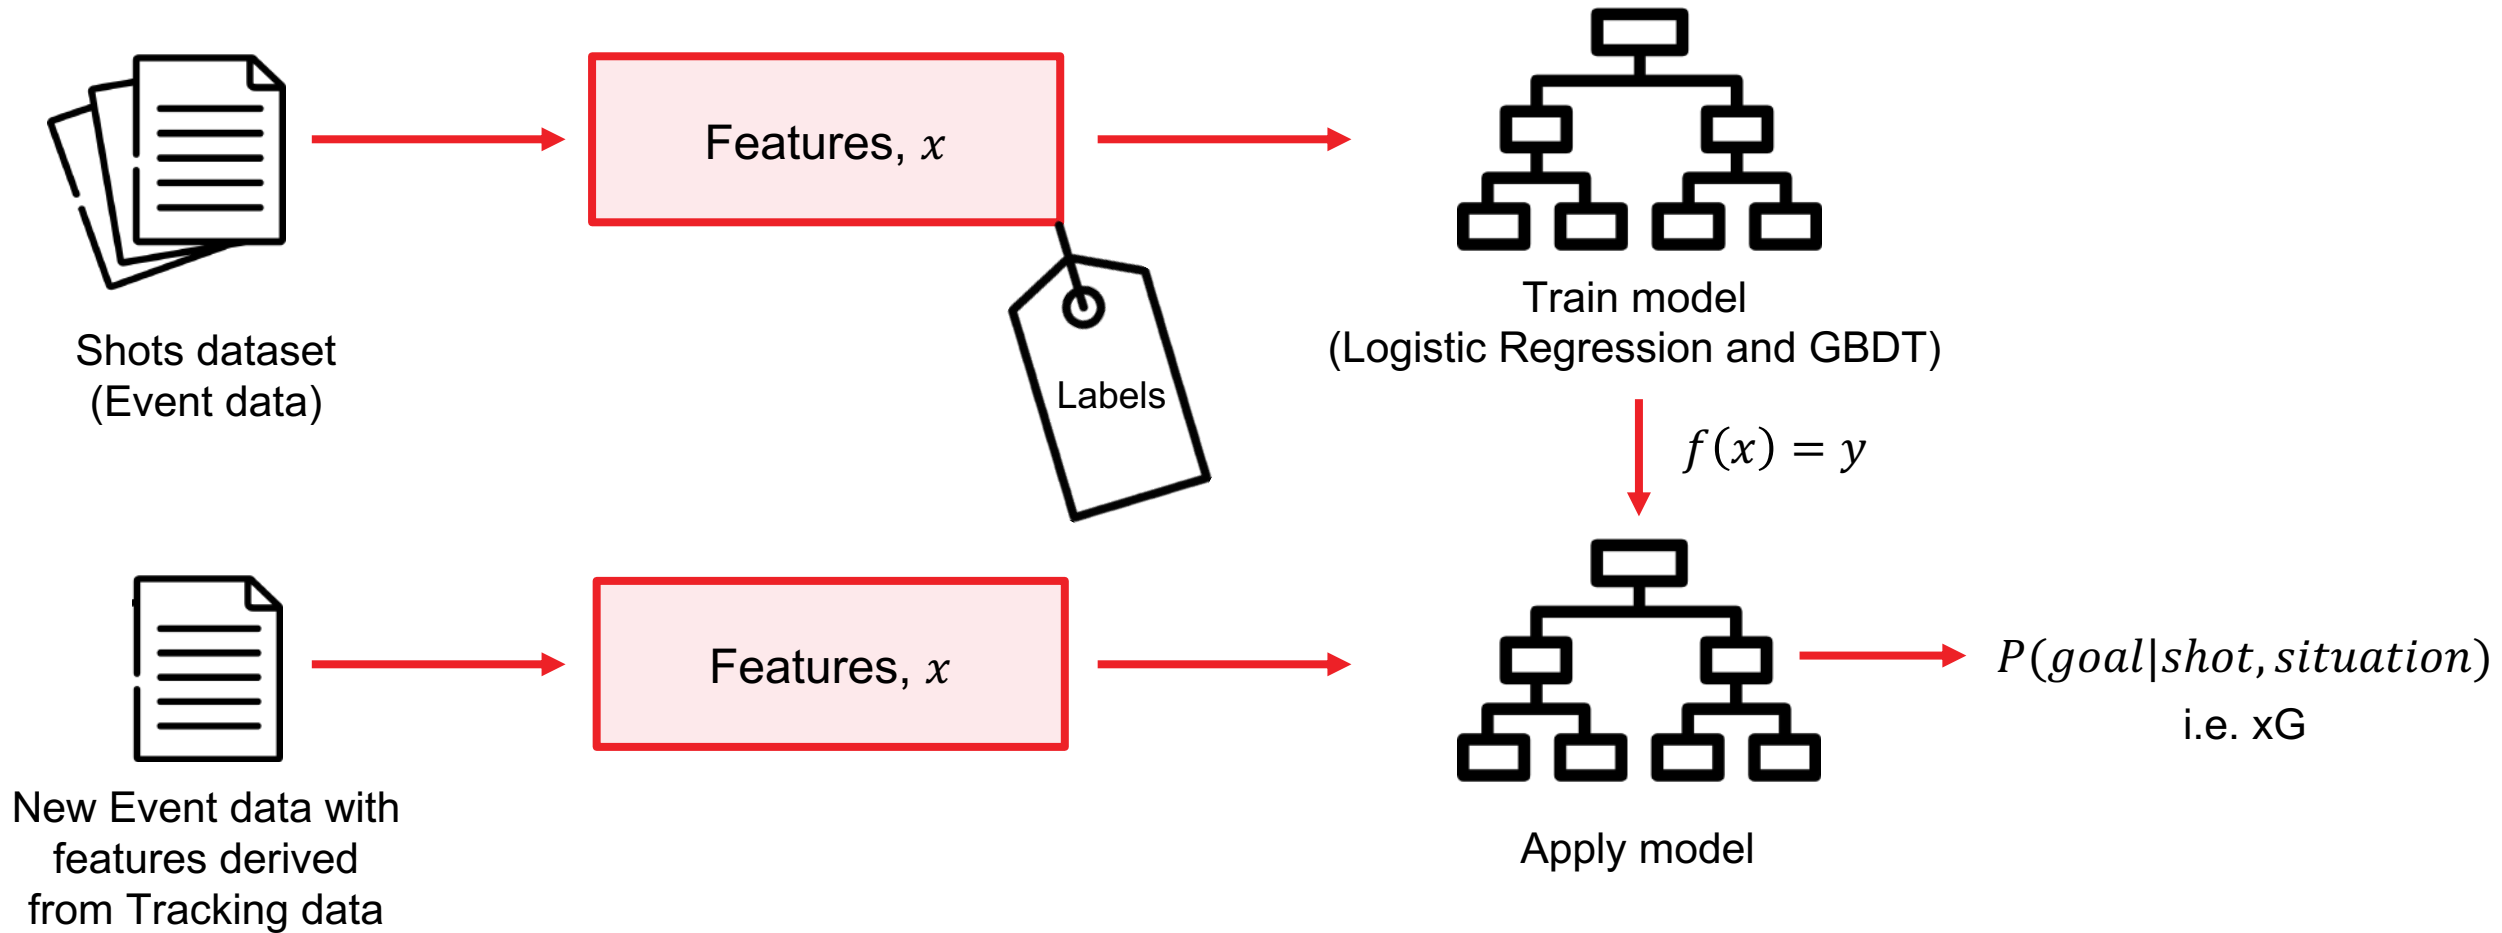 Features, x
Shots dataset
(Event data)
Labels
Train model
(Logistic Regression and GBDT)
f(x) = y
Features, x
New Event data with
features derived
from Tracking data
Apply model
P(goal|shot, situation)
i.e. xG